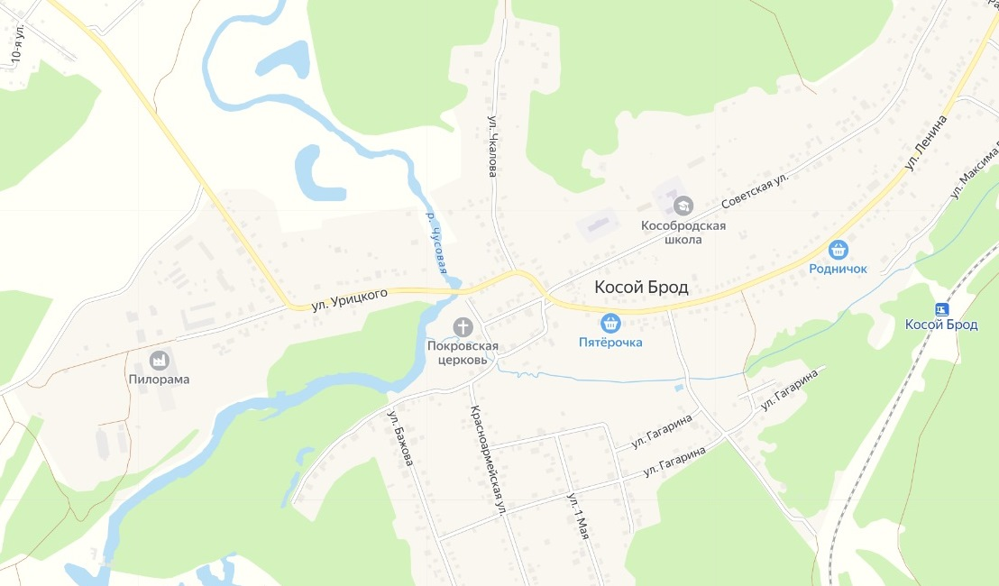 10-я ул.
ул. Чкалова
ул. Ленина
ул. Максима
Советская ул.
Кособродская
школа
р. Чусовая
Родничок
Косой Брод
ул. Урицкого
Косой Брод
Пятёрочка
Покровская
церковь
Пилорама
ул. Гагарина
ул. Бажова
Красноармейская ул.
ул. Гагарина
ул. Гагарина
ул. 1 Мая